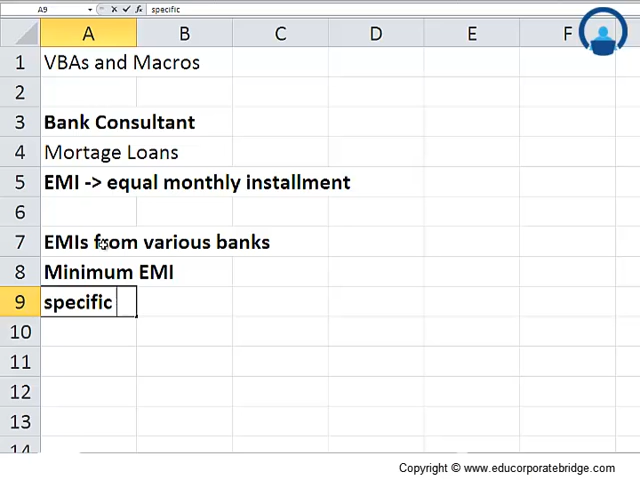 A9 specific
A B C D E F
1 VBAs and Macros
2
3 Bank Consultant
4 Mortage Loans
5 EMI -> equal monthly installment
6
7 EMIs from various banks
8 Minimum EMI
9 specific
10
11
12
13
14
Copyright © www.educorporatebridge.com